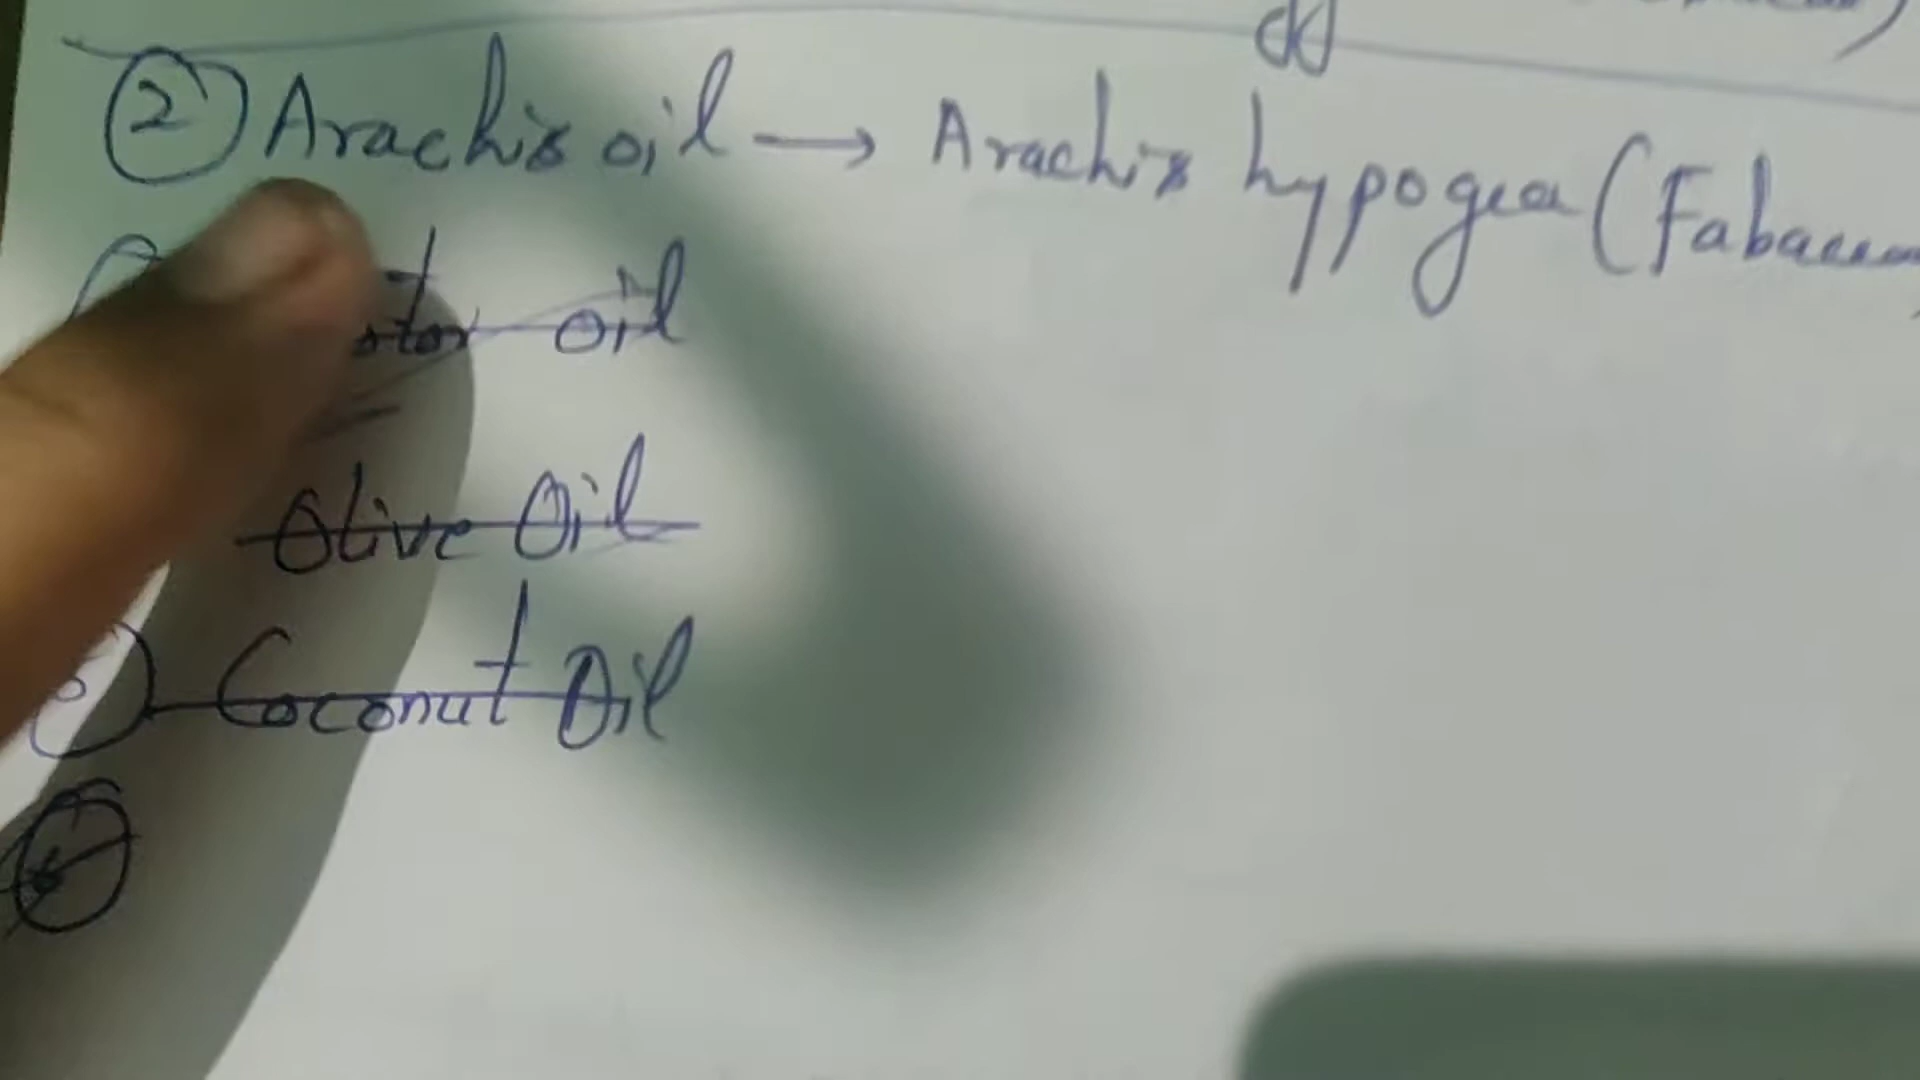 ② Arachis oil → Arachis hypogea (Fabaceae
oil
Olive Oil
Coconut Oil